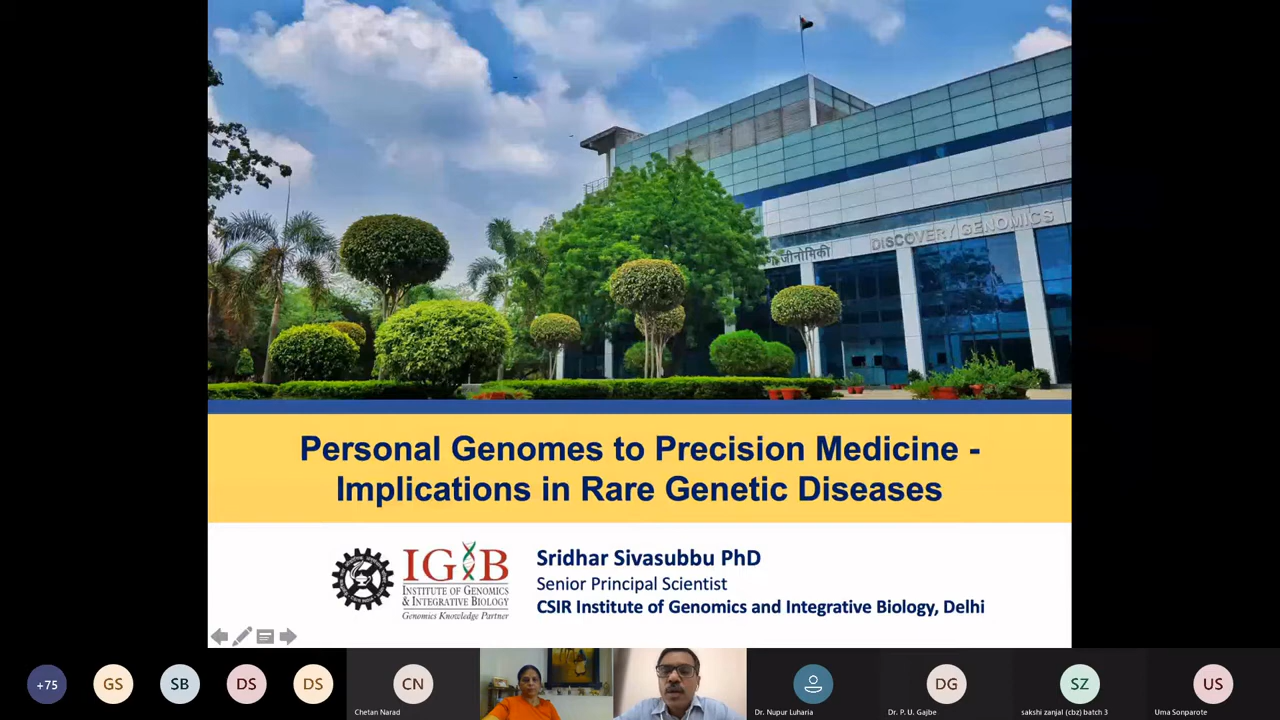 DISCOVERY GENOMICS
जीनोमिकी
Personal Genomes to Precision Medicine -
Implications in Rare Genetic Diseases
IGIB
INSTITUTE OF GENOMICS
& INTEGRATIVE BIOLOGY
Genomics Knowledge Partner
Sridhar Sivasubbu PhD
Senior Principal Scientist
CSIR Institute of Genomics and Integrative Biology, Delhi
+75
GS
SB
DS
DS
CN
Chetan Narad
Dr. Nupur Luharia
DG
Dr. P. U. Gajbe
SZ
sakshi zanjal (cbz) batch 3
US
Uma Sonparote